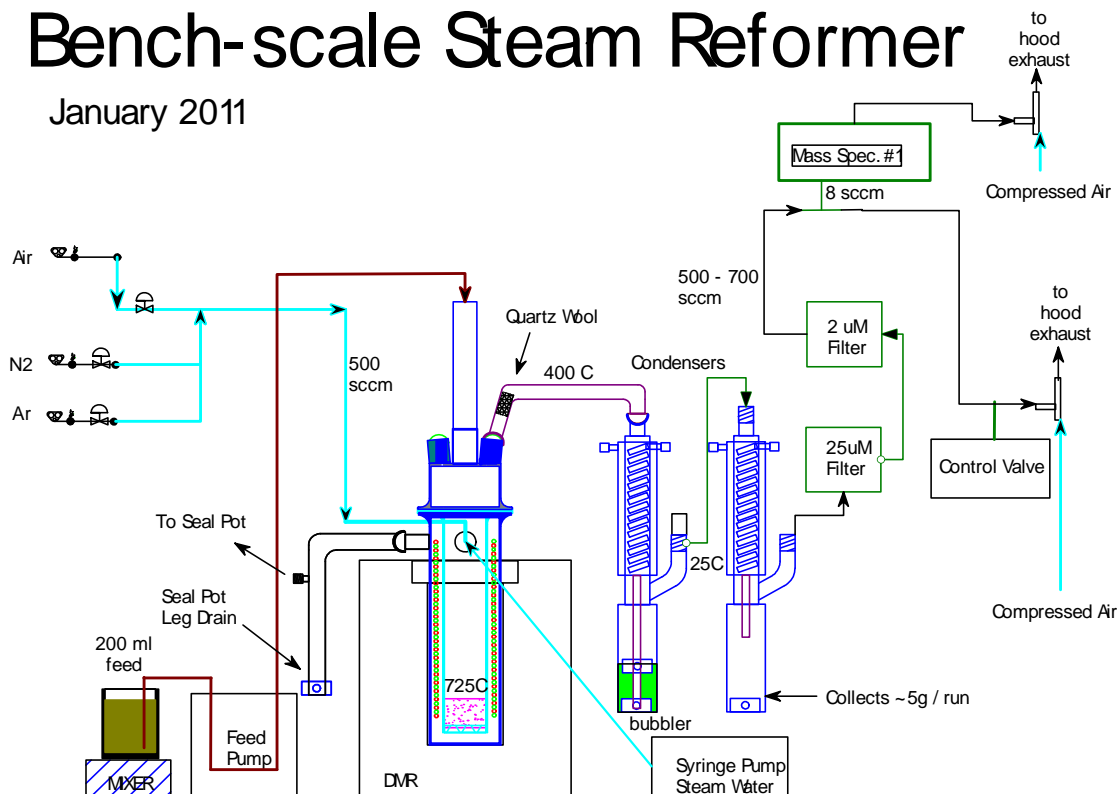 Bench-scale Steam Reformer
January 2011
to
hood
exhaust
Mass Spec. #1
8 sccm
Compressed Air
Air
N2
Ar
500
sccm
Quartz Wool
400 C
Condensers
500 - 700
sccm
2 uM
Filter
25uM
Filter
to
hood
exhaust
Control Valve
Compressed Air
To Seal Pot
Seal Pot
Leg Drain
200 ml
feed
MIXER
Feed
Pump
725C
DMR
25C
bubbler
Collects ~5g / run
Syringe Pump
Steam Water